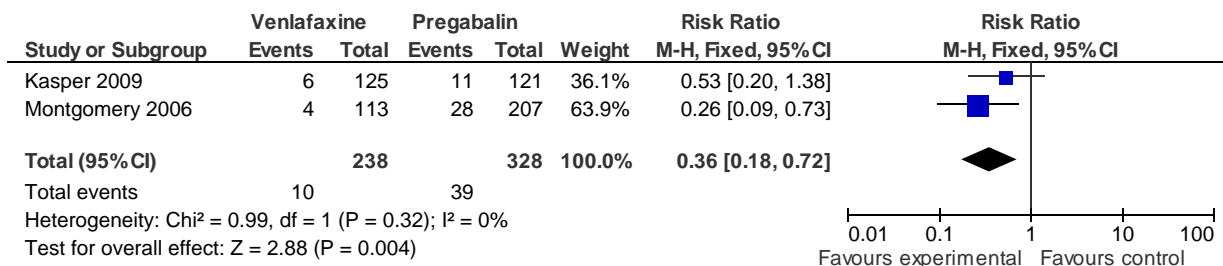 Venlafaxine Pregabalin Risk Ratio Risk Ratio
Study or Subgroup Events Total Events Total Weight M-H, Fixed, 95% CI M-H, Fixed, 95% CI
Kasper 2009 6 125 11 121 36.1% 0.53 [0.20, 1.38]
Montgomery 2006 4 113 28 207 63.9% 0.26 [0.09, 0.73]
Total (95% CI) 238 328 100.0% 0.36 [0.18, 0.72]
Total events 10 39
Heterogeneity: Chi² = 0.99, df = 1 (P = 0.32); I² = 0%
Test for overall effect: Z = 2.88 (P = 0.004)
0.01 0.1 1 10 100
Favours experimental Favours control